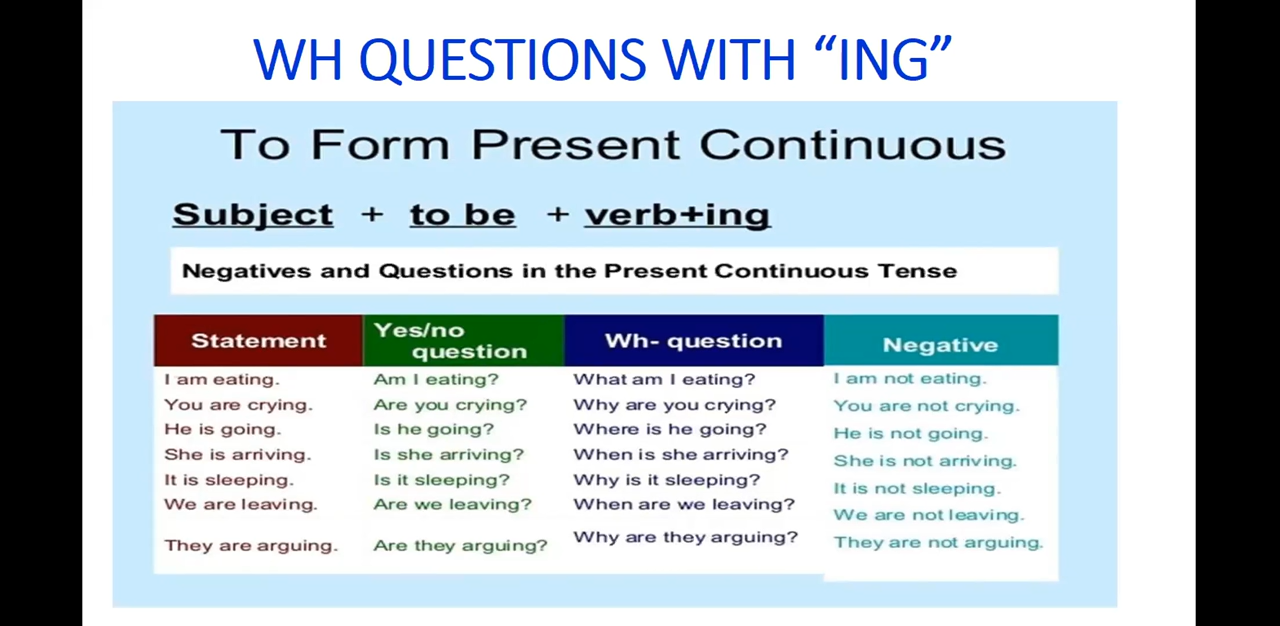 WH QUESTIONS WITH “ING”
To Form Present Continuous
Subject + to be + verb+ing
Negatives and Questions in the Present Continuous Tense
Statement
Yes/no
question
Wh- question
Negative
I am eating.
Am I eating?
What am I eating?
I am not eating.
You are crying.
Are you crying?
Why are you crying?
You are not crying.
He is going.
Is he going?
Where is he going?
He is not going.
She is arriving.
Is she arriving?
When is she arriving?
She is not arriving.
It is sleeping.
Is it sleeping?
Why is it sleeping?
It is not sleeping.
We are leaving.
Are we leaving?
When are we leaving?
We are not leaving.
They are arguing.
Are they arguing?
Why are they arguing?
They are not arguing.